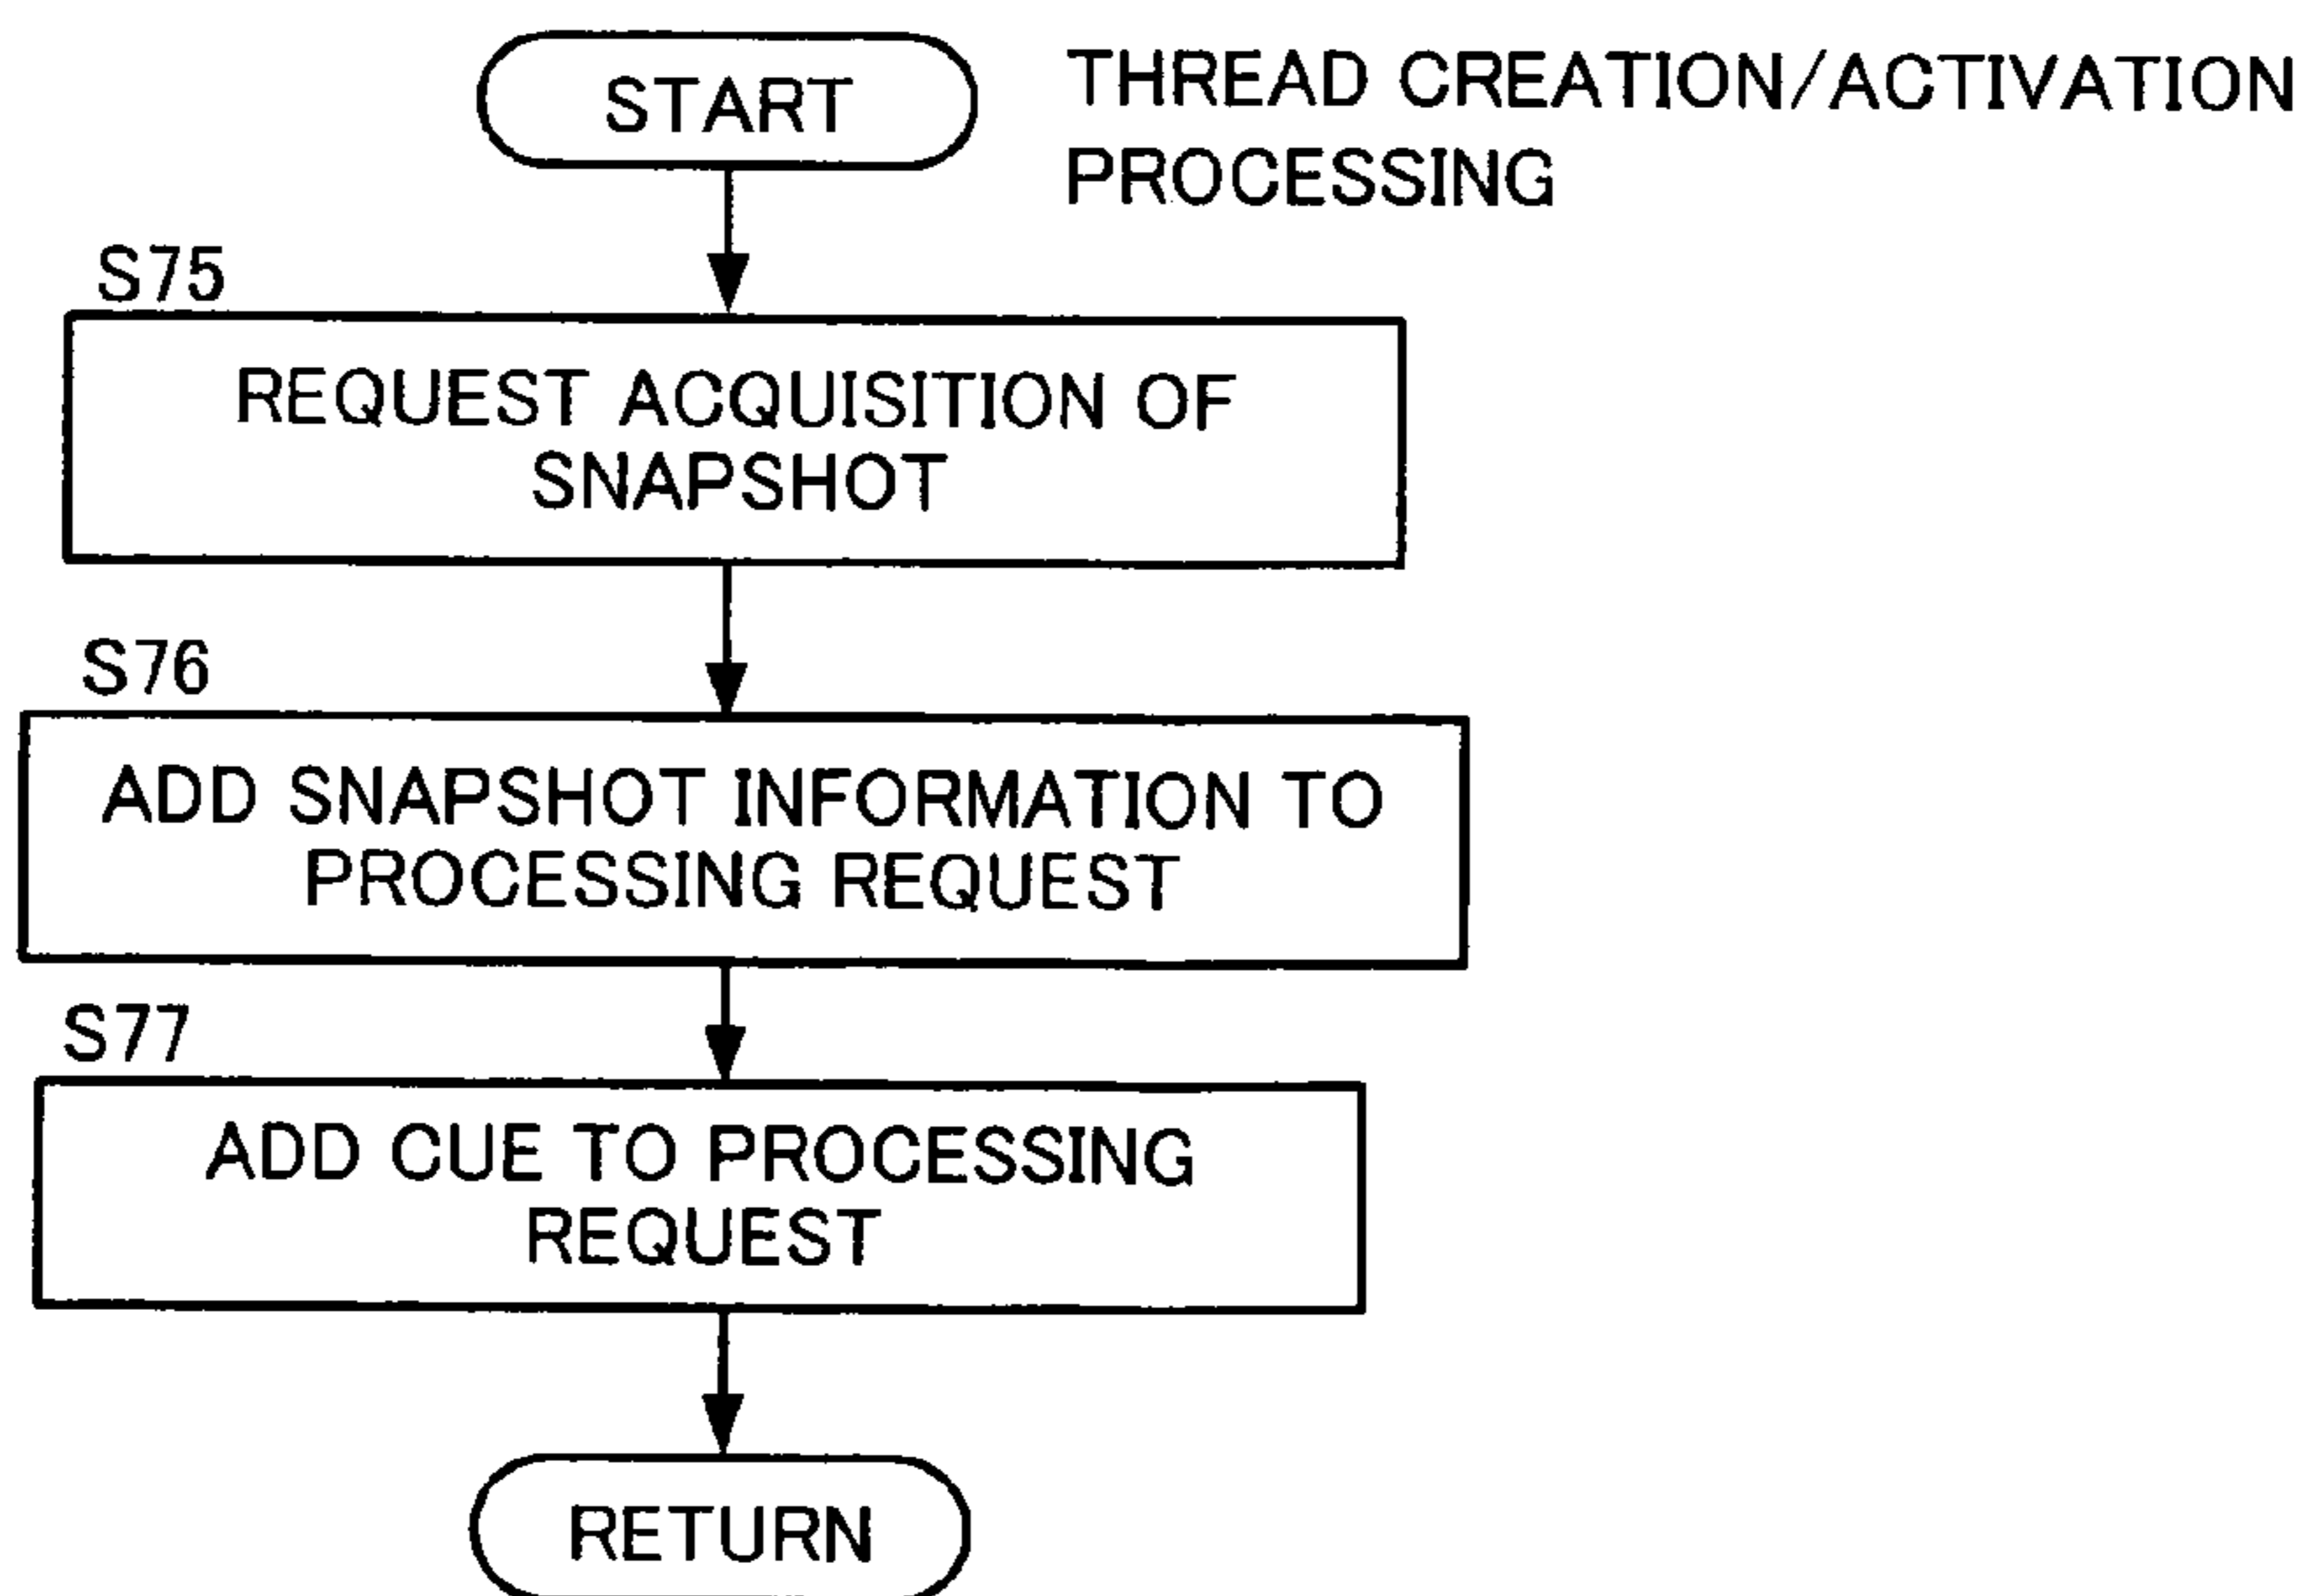 START
THREAD CREATION/ACTIVATION
PROCESSING
S75
REQUEST ACQUISITION OF
SNAPSHOT
S76
ADD SNAPSHOT INFORMATION TO
PROCESSING REQUEST
S77
ADD CUE TO PROCESSING
REQUEST
RETURN